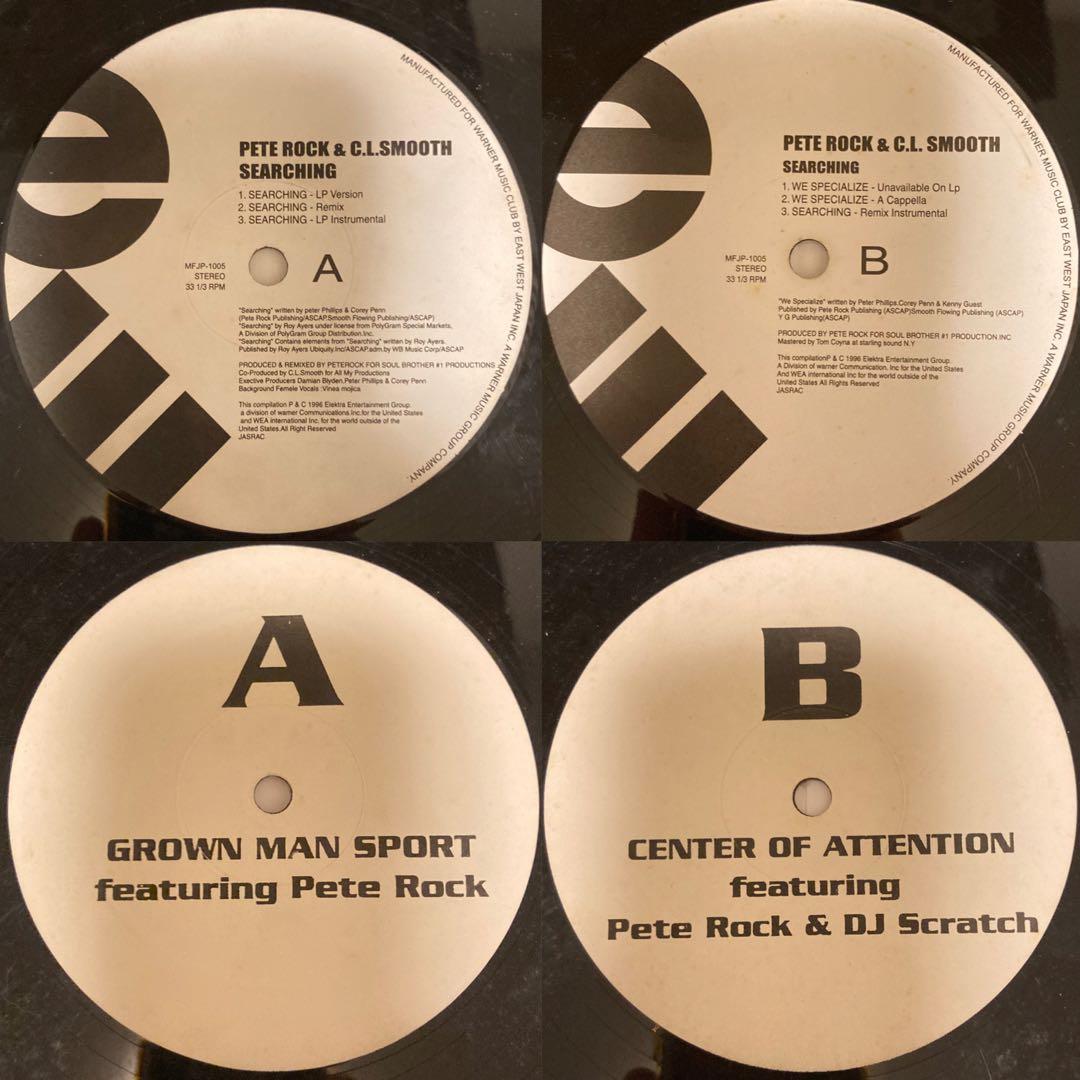 PETE ROCK & C.L.SMOOTH
SEARCHING
1. SEARCHING - LP Version
2. SEARCHING - Remix
3. SEARCHING - LP Instrumental
MFJP-1005
STEREO
33 1/3 RPM
A
"Searching" written by peter Phillips & Corey Penn
(Pete Rock Publishing/ASCAP.Smooth Flowing Publishing/ASCAP)
"Searching" by Roy Ayers under license from PolyGram Special Markets,
A Division of PolyGram Group Distribution.Inc.
"Searching" Contains elements from "Searching" written by Roy Ayers.
Published by Roy Ayers Ubiquity.Inc/ASCAP.adm.by WB Music Corp/ASCAP
PRODUCED & REMIXED BY PETEROCK FOR SOUL BROTHER #1 PRODUCTIONS
Co-Produced by C.L.Smooth for All My Productions
Exective Producers Damian Blyden,Peter Phillips & Corey Penn
Background Femele Vocals :Vinea mojica
This compilation P & C 1996 Elektra Entertainment Group.
a division of warner Communications.Inc.for the United States
and WEA international Inc. for the world outside of the
United States.All Right Reserved
JASRAC
MANUFACTURED FOR WARNER MUSIC CLUB BY EAST WEST JAPAN INC. A WARNER MUSIC GROUP COMPANY.
PETE ROCK & C.L. SMOOTH
SEARCHING
1. WE SPECIALIZE - Unavailable On Lp
2. WE SPECIALIZE - A Cappella
3. SEARCHING - Remix Instrumental
MFJP-1005
STEREO
33 1/3 RPM
B
"We Specialize" written by Peter Phillips.Corey Penn & Kenny Guest
Published by Pete Rock Publishing (ASCAP)Smooth Flowing Publishing (ASCAP)
Y G Publishing(ASCAP)
PRODUCED BY PETE ROCK FOR SOUL BROTHER #1 PRODUCTION.INC
Mastered by Tom Coyna at starling sound N.Y
This compilationP & C 1996 Elektra Entertainment Group.
A Division of warner Communication. Inc for the United States
And WEA international Inc for the world outside of the
United States All Rights Reserved
JASRAC
MANUFACTURED FOR WARNER MUSIC CLUB BY EAST WEST JAPAN INC. A WARNER MUSIC GROUP COMPANY.
A
GROWN MAN SPORT
featuring Pete Rock
B
CENTER OF ATTENTION
featuring
Pete Rock & DJ Scratch